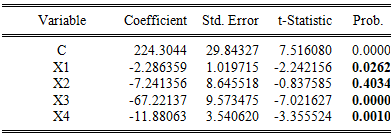 Variable Coefficient Std. Error t-Statistic Prob.
C 224.3044 29.84327 7.516080 0.0000
X1 -2.286359 1.019715 -2.242156 0.0262
X2 -7.241356 8.645518 -0.837585 0.4034
X3 -67.22137 9.573475 -7.021627 0.0000
X4 -11.88063 3.540620 -3.355524 0.0010